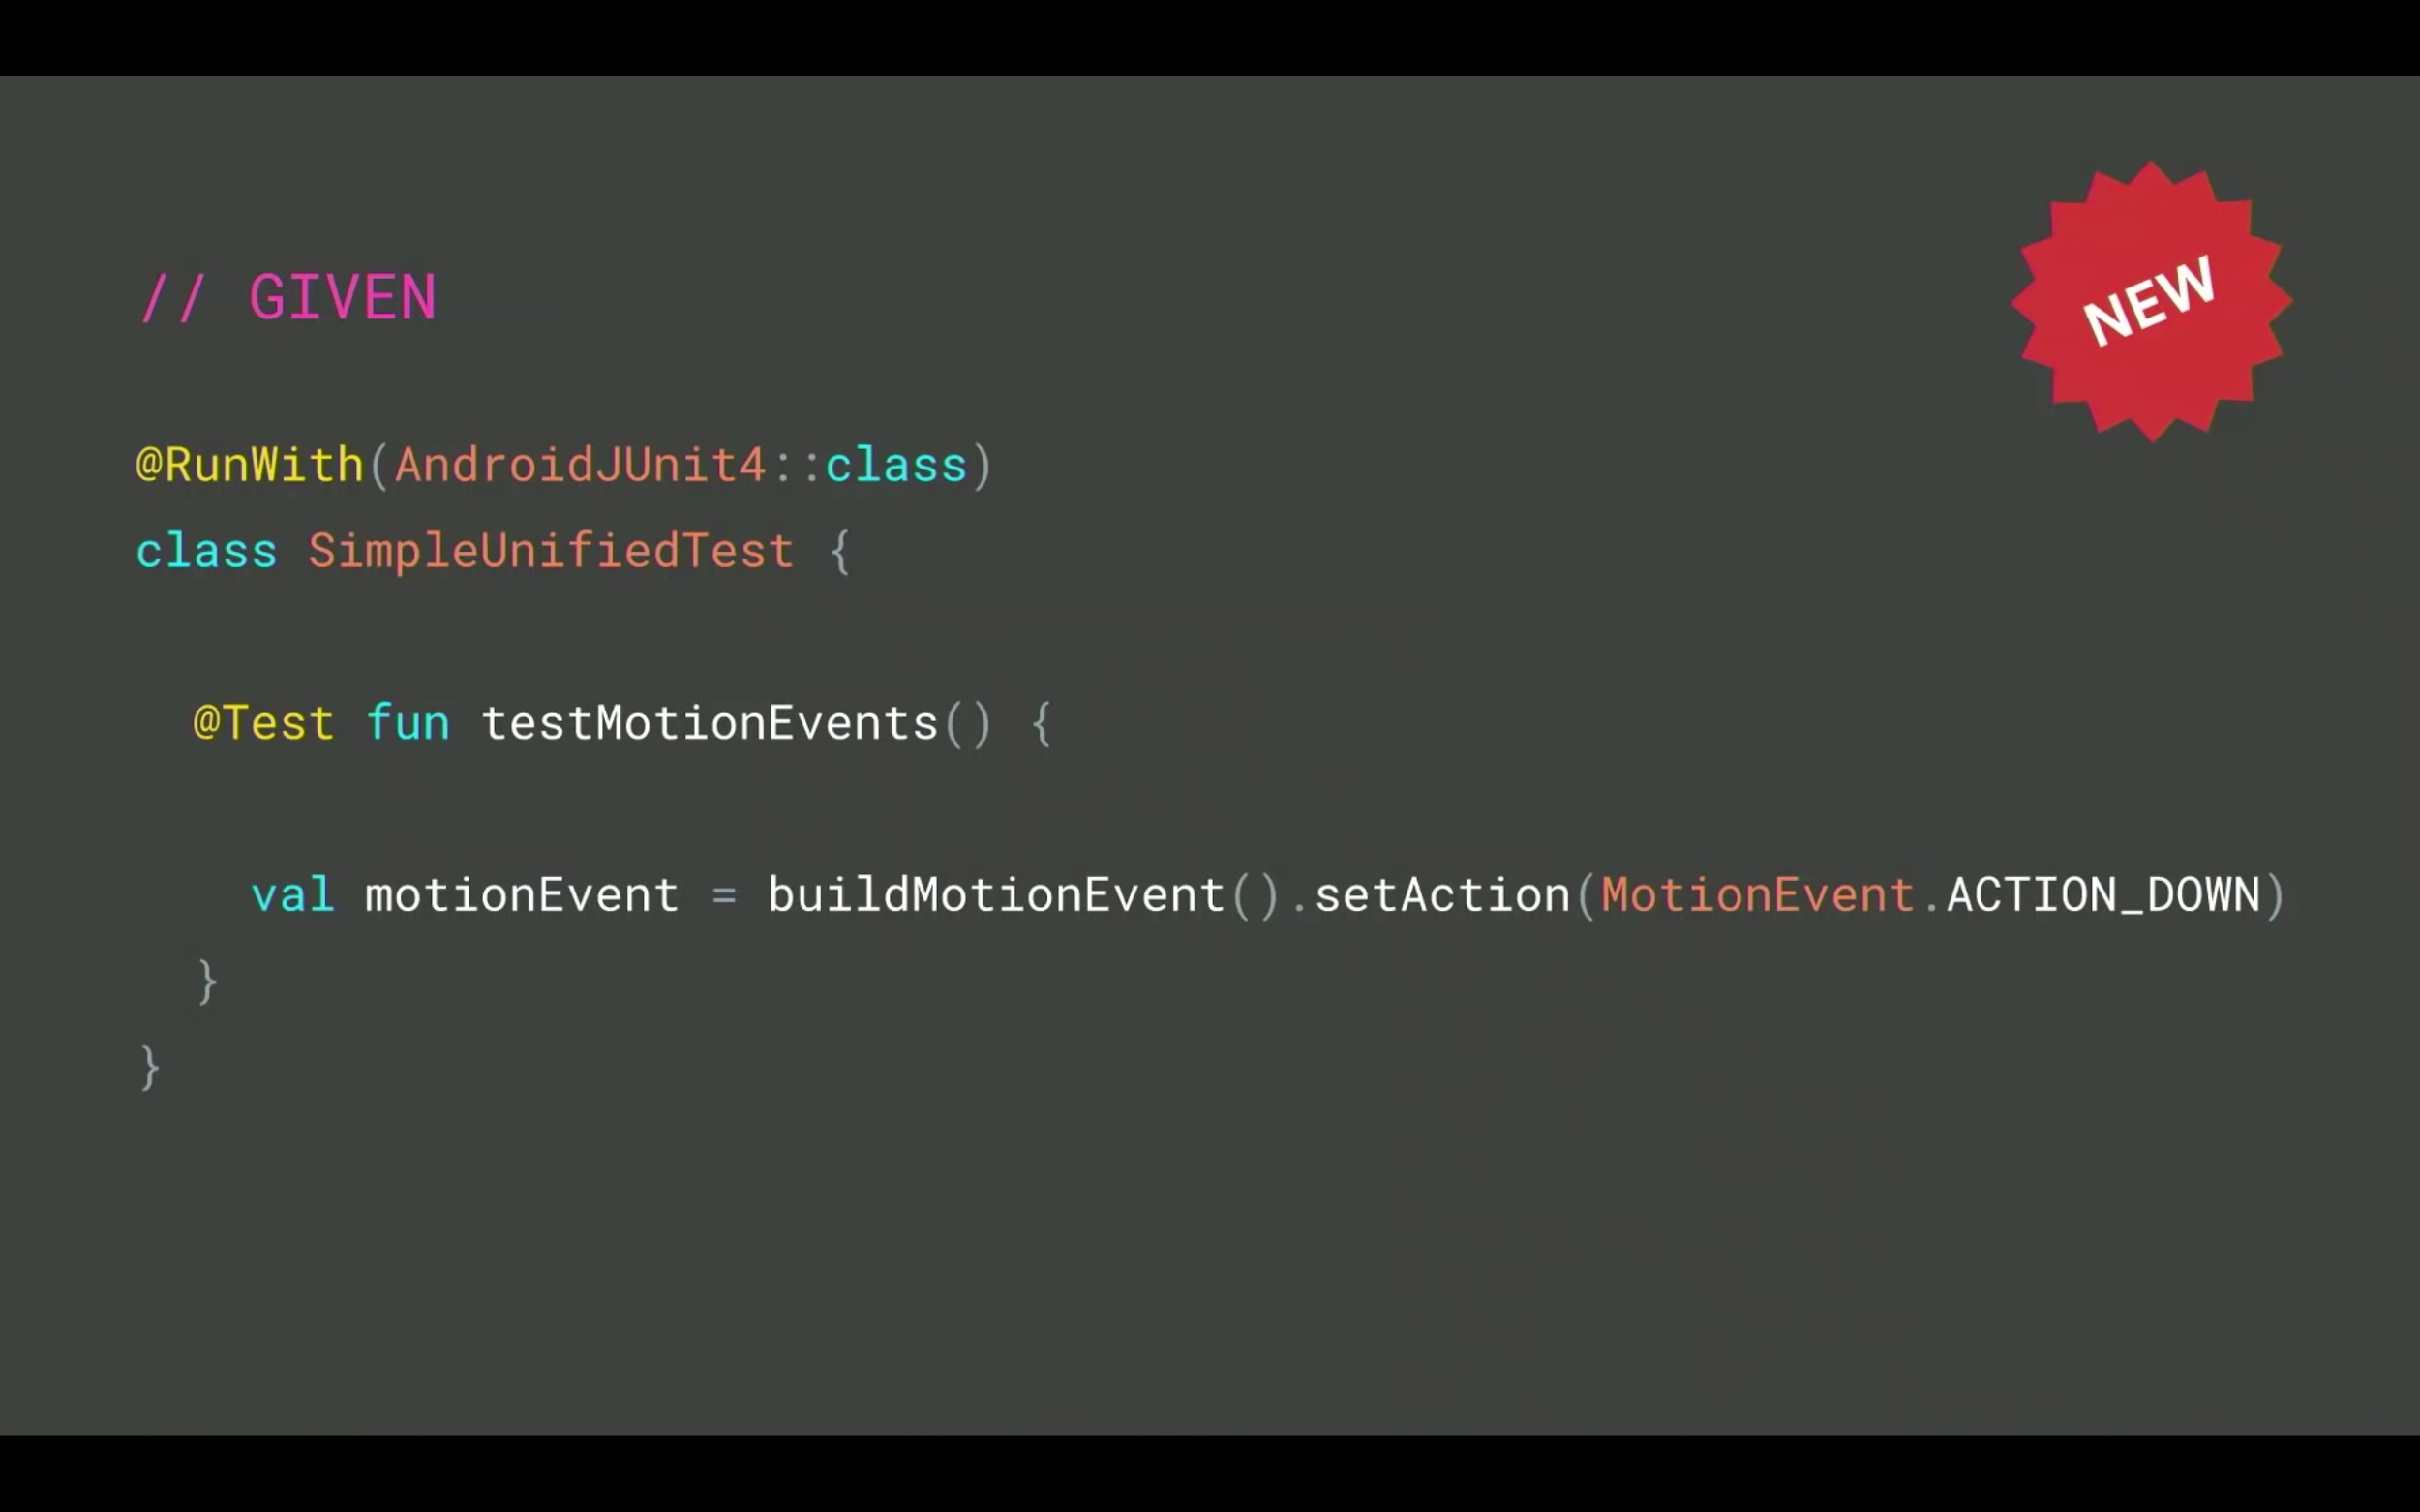 // GIVEN
NEW
@RunWith(AndroidJUnit4::class)
class SimpleUnifiedTest {
@Test fun testMotionEvents() {
val motionEvent = buildMotionEvent().setAction(MotionEvent.ACTION_DOWN)
}
}